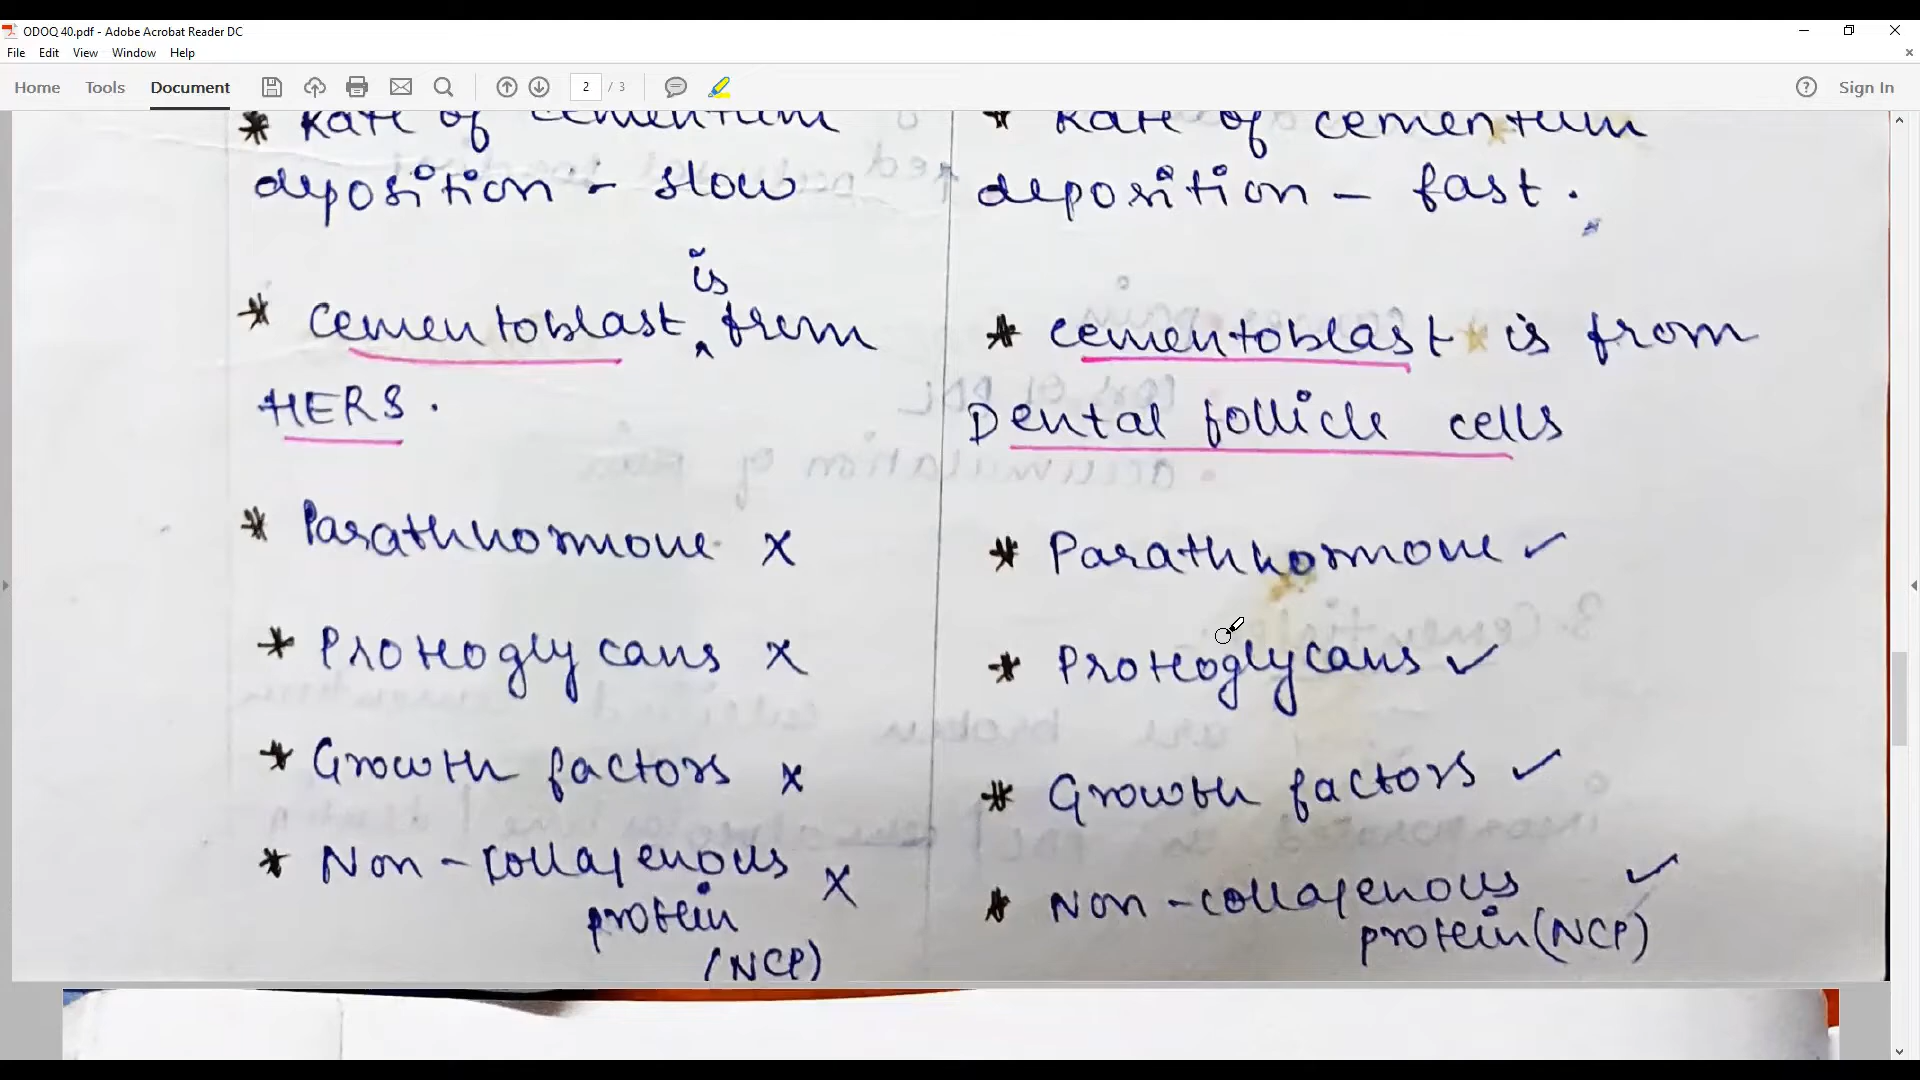 ODOQ 40.pdf - Adobe Acrobat Reader DC
File Edit View Window Help
Home Tools Document 2 / 3 Sign In
* Rate of cementum
deposition - slow
* Cementoblast ^ is from
HERS.
* Parathhormone x
* Proteoglycans x
* Growth factors x
* Non-collagenous x
protein
(NCP)
* Rate of cementum
deposition - fast.
* cementoblast is from
Dental follicle cells
* Parathhormone ✓
* Proteoglycans ✓
* Growth factors ✓
* Non-collagenous ✓
protein (NCP)